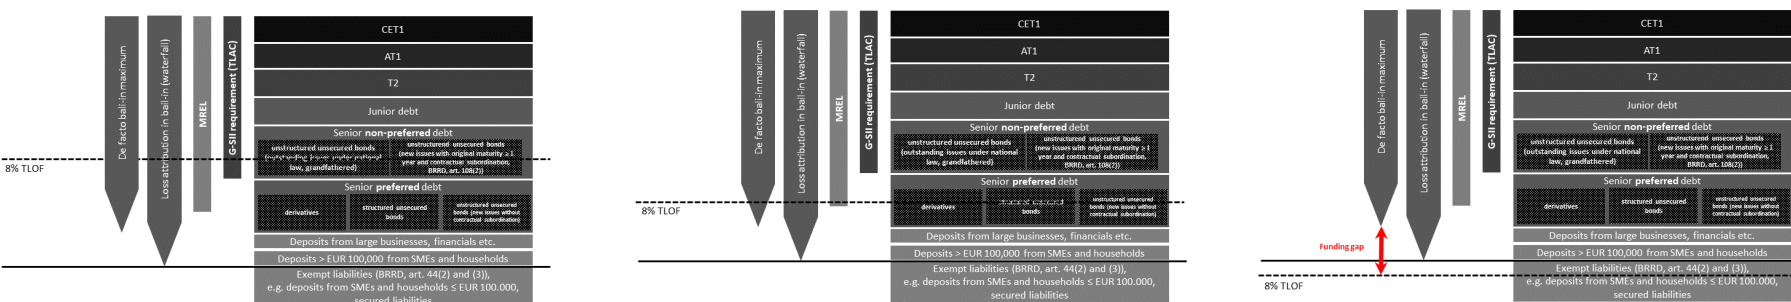 8% TLOF
De facto bail-in maximum
Loss attribution in bail-in (waterfall)
MREL
G-SII requirement (TLAC)
CET1
AT1
T2
Junior debt
Senior non-preferred debt
unstructured unsecured bonds
(outstanding issues under national
law, grandfathered)
unstructurend unsecured bonds
(new issues with original maturity ≥ 1
year and contractual subordination,
BRRD, art. 108(2))
Senior preferred debt
derivatives
structured unsecured
bonds
unstructured unsecured
bonds (new issues without
contractual subordination)
Deposits from large businesses, financials etc.
Deposits > EUR 100,000 from SMEs and households
Exempt liabilities (BRRD, art. 44(2) and (3)),
e.g. deposits from SMEs and households ≤ EUR 100.000,
secured liabilities
8% TLOF
De facto bail-in maximum
Loss attribution in bail-in (waterfall)
MREL
G-SII requirement (TLAC)
CET1
AT1
T2
Junior debt
Senior non-preferred debt
unstructured unsecured bonds
(outstanding issues under national
law, grandfathered)
unstructurend unsecured bonds
(new issues with original maturity ≥ 1
year and contractual subordination,
BRRD, art. 108(2))
Senior preferred debt
derivatives
structured unsecured
bonds
unstructured unsecured
bonds (new issues without
contractual subordination)
Deposits from large businesses, financials etc.
Deposits > EUR 100,000 from SMEs and households
Exempt liabilities (BRRD, art. 44(2) and (3)),
e.g. deposits from SMEs and households ≤ EUR 100.000,
secured liabilities
8% TLOF
Funding gap
De facto bail-in maximum
Loss attribution in bail-in (waterfall)
MREL
G-SII requirement (TLAC)
CET1
AT1
T2
Junior debt
Senior non-preferred debt
unstructured unsecured bonds
(outstanding issues under national
law, grandfathered)
unstructurend unsecured bonds
(new issues with original maturity ≥ 1
year and contractual subordination,
BRRD, art. 108(2))
Senior preferred debt
derivatives
structured unsecured
bonds
unstructured unsecured
bonds (new issues without
contractual subordination)
Deposits from large businesses, financials etc.
Deposits > EUR 100,000 from SMEs and households
Exempt liabilities (BRRD, art. 44(2) and (3)),
e.g. deposits from SMEs and households ≤ EUR 100.000,
secured liabilities